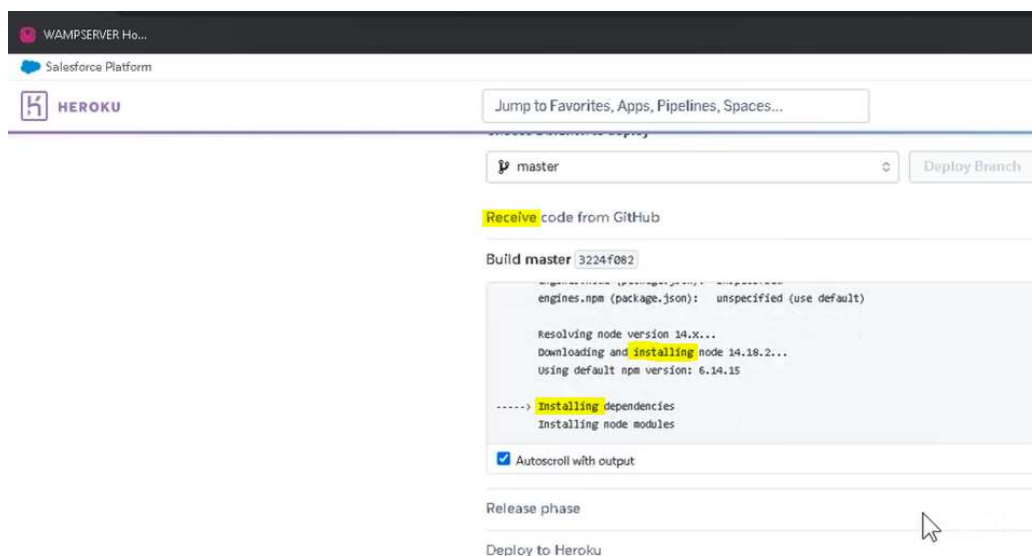 WAMPSERVER Ho...
Salesforce Platform
HEROKU
Jump to Favorites, Apps, Pipelines, Spaces...
master
Deploy Branch
Receive code from GitHub
Build master 3224f082
engines.npm (package.json): unspecified (use default)
Resolving node version 14.x...
Downloading and installing node 14.18.2...
Using default npm version: 6.14.15
-----> Installing dependencies
Installing node modules
Autoscroll with output
Release phase
Deploy to Heroku